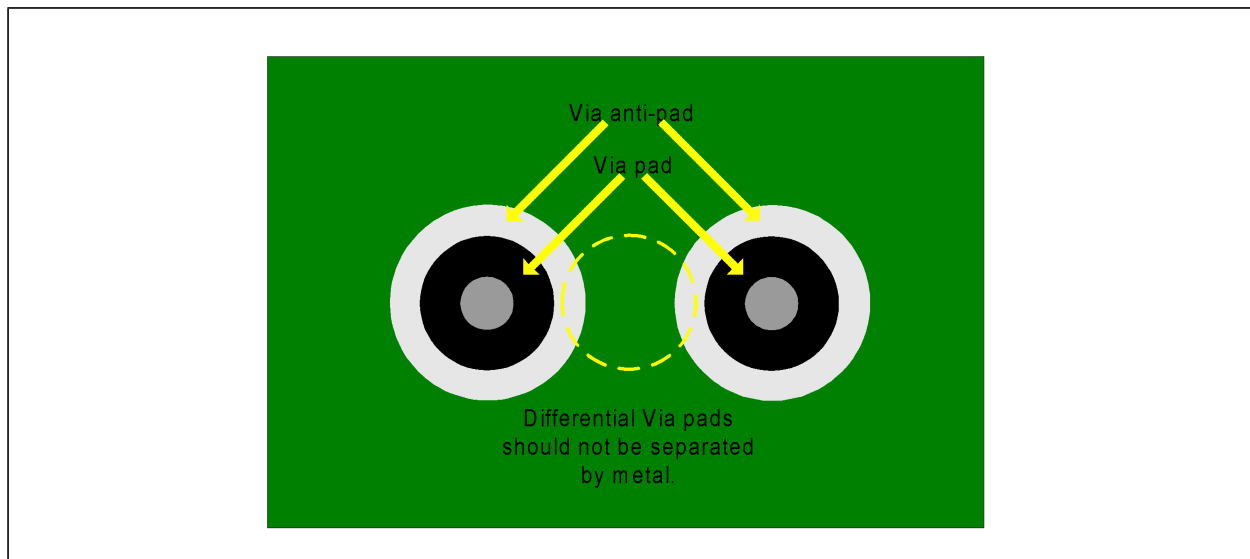 Via anti-pad
Via pad
Differential Via pads
should not be separated
by metal.